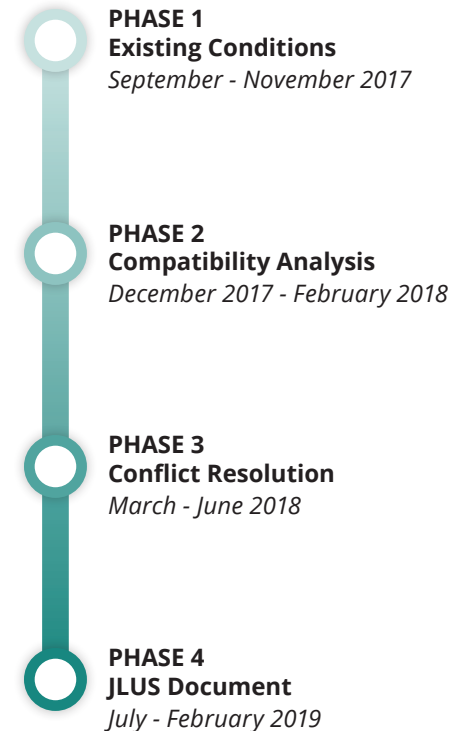 PHASE 1
Existing Conditions
September - November 2017
PHASE 2
Compatibility Analysis
December 2017 - February 2018
PHASE 3
Conflict Resolution
March - June 2018
PHASE 4
JLUS Document
July - February 2019